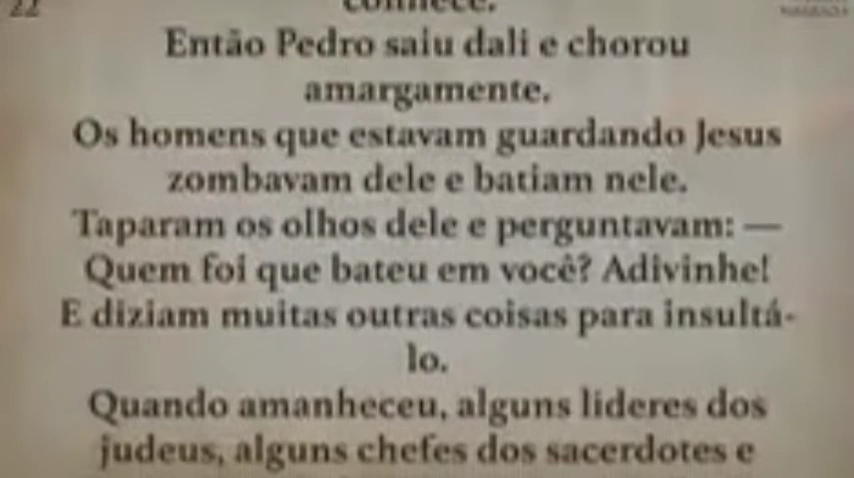 22
conhece.
Então Pedro saiu dali e chorou
amargamente.
Os homens que estavam guardando Jesus
zombavam dele e batiam nele.
Taparam os olhos dele e perguntavam: —
Quem foi que bateu em você? Adivinhe!
E diziam muitas outras coisas para insultá-
lo.
Quando amanheceu, alguns líderes dos
judeus, alguns chefes dos sacerdotes e